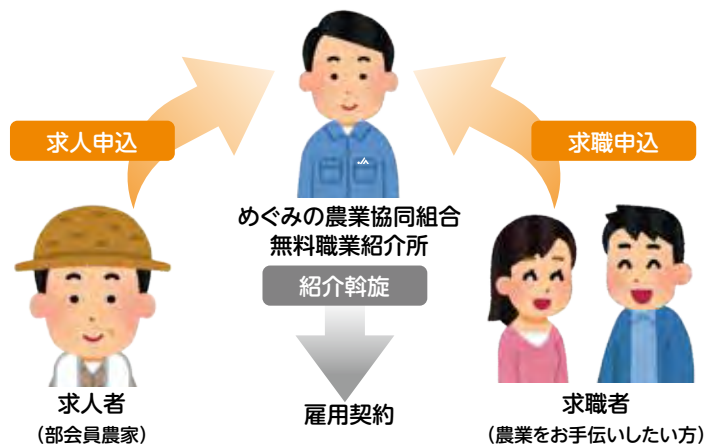 求人申込
求職申込
JA
めぐみの農業協同組合
無料職業紹介所
紹介斡旋
雇用契約
求人者
(部会員農家)
求職者
(農業をお手伝いしたい方)